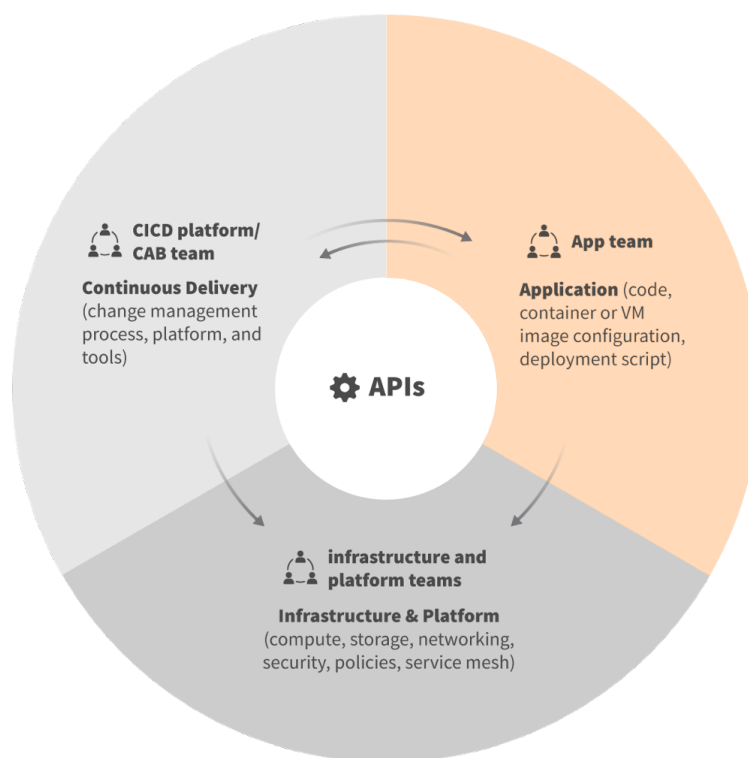 CICD platform/
CAB team
Continuous Delivery
(change management
process, platform, and
tools)
App team
Application (code,
container or VM
image configuration,
deployment script)
APIs
infrastructure and
platform teams
Infrastructure & Platform
(compute, storage, networking,
security, policies, service mesh)